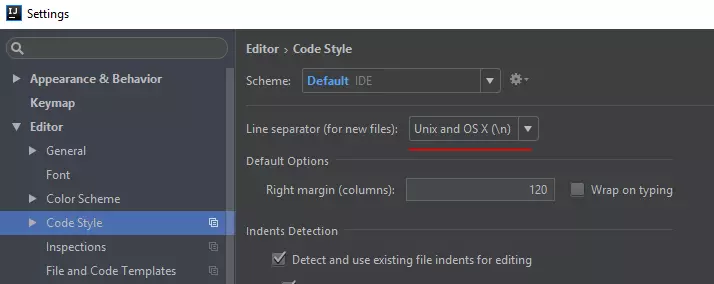 Settings
Appearance & Behavior
Keymap
Editor
General
Font
Color Scheme
Code Style
Inspections
File and Code Templates
Editor › Code Style
Scheme: Default IDE
Line separator (for new files): Unix and OS X (\n)
Default Options
Right margin (columns): 120 Wrap on typing
Indents Detection
Detect and use existing file indents for editing